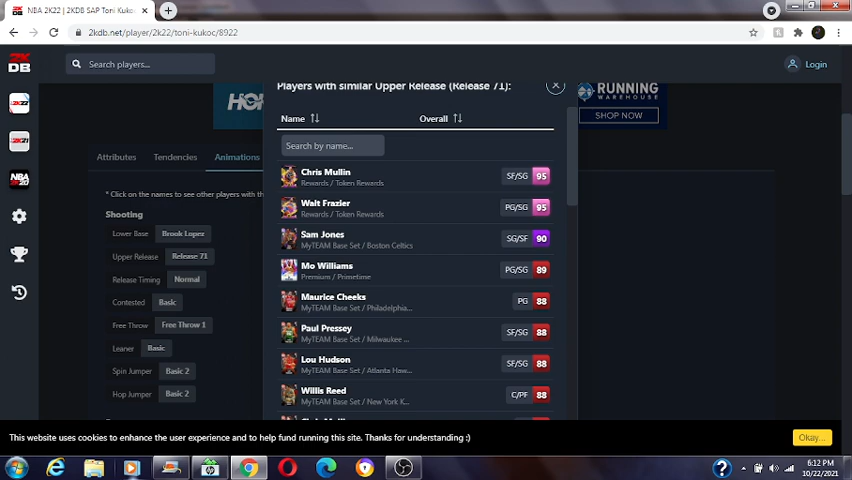 NBA 2K22 | 2KDB SAP Toni Kukoc
2kdb.net/player/2k22/toni-kukoc/8922
2K DB
Search players...
Login
Players with similar Upper Release (Release 71):
HOK
RUNNING
WAREHOUSE
SHOP NOW
Name
Overall
Search by name...
Attributes
Tendencies
Animations
* Click on the names to see other players with th
Shooting
Lower Base
Brook Lopez
Upper Release
Release 71
Release Timing
Normal
Contested
Basic
Free Throw
Free Throw 1
Leaner
Basic
Spin Jumper
Basic 2
Hop Jumper
Basic 2
Chris Mullin
Rewards / Token Rewards
SF/SG 95
Walt Frazier
Rewards / Token Rewards
PG/SG 95
Sam Jones
MyTEAM Base Set / Boston Celtics
SG/SF 90
Mo Williams
Premium / Primetime
PG/SG 89
Maurice Cheeks
MyTEAM Base Set / Philadelphia...
PG 88
Paul Pressey
MyTEAM Base Set / Milwaukee ...
SF/SG 88
Lou Hudson
MyTEAM Base Set / Atlanta Haw...
SF/SG 88
Willis Reed
MyTEAM Base Set / New York K...
C/PF 88
This website uses cookies to enhance the user experience and to help fund running this site. Thanks for understanding :)
Okay...
6:12 PM
10/22/2021